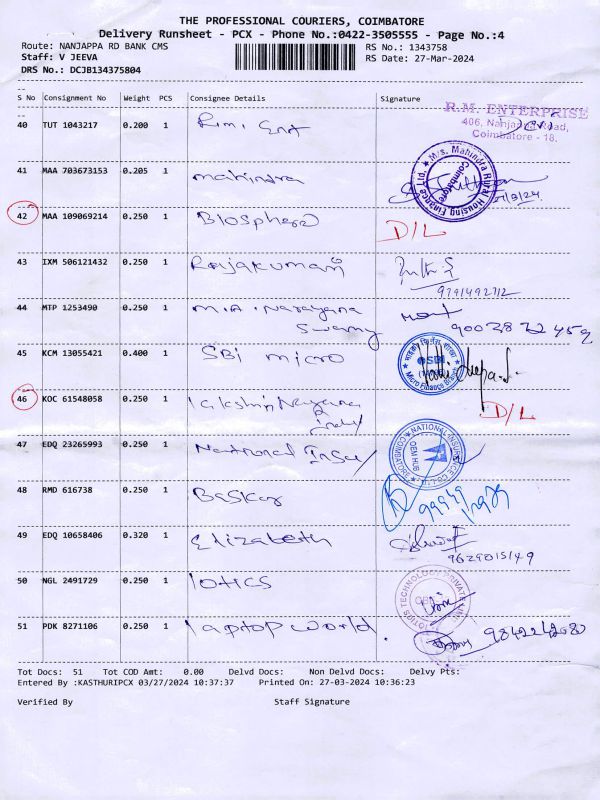 THE PROFESSIONAL COURIERS, COIMBATORE
Delivery Runsheet - PCX - Phone No.:0422-3505555 - Page No.:4
Route: NANJAPPA RD BANK CMS
RS No.: 1343758
Staff: V JEEVA
RS Date: 27-Mar-2024
DRS No.: DCJB134375804
S No Consignment No Weight PCS Consignee Details Signature
R.M. ENTERPRISE
406, Nanjappa Road,
Coimbatore - 18.
40 TUT 1043217 0.200 1
41 MAA 703673153 0.205 1 mahindra
M/s. Mahindra Rural Housing Finance Ltd.
Coimbatore
42 MAA 109069214 0.250 1 Biosphere D/L
43 IXM 506121432 0.250 1 Rajakumari
9791492712
44 MTP 1253490 0.250 1 M.A. Narayana
Swamy
45 KCM 13055421 0.400 1 SBI micro
SBI
Micro Finance Branch
46 KOC 61548058 0.250 1 D/L
47 EDQ 23265993 0.250 1 National Insu
NATIONAL INSURANCE CO. LTD
COIMBATORE
48 RMD 616738 0.250 1 Baskar
49 EDQ 10658406 0.320 1 Elizabeth
9629015149
50 NGL 2491729 0.250 1 lotics
51 PDK 8271106 0.250 1 laptop world.
Tot Docs: 51 Tot COD Amt: 0.00 Delvd Docs: Non Delvd Docs: Delvy Pts:
Entered By :KASTHURIPCX 03/27/2024 10:37:37 Printed On: 27-03-2024 10:36:23
Verified By Staff Signature